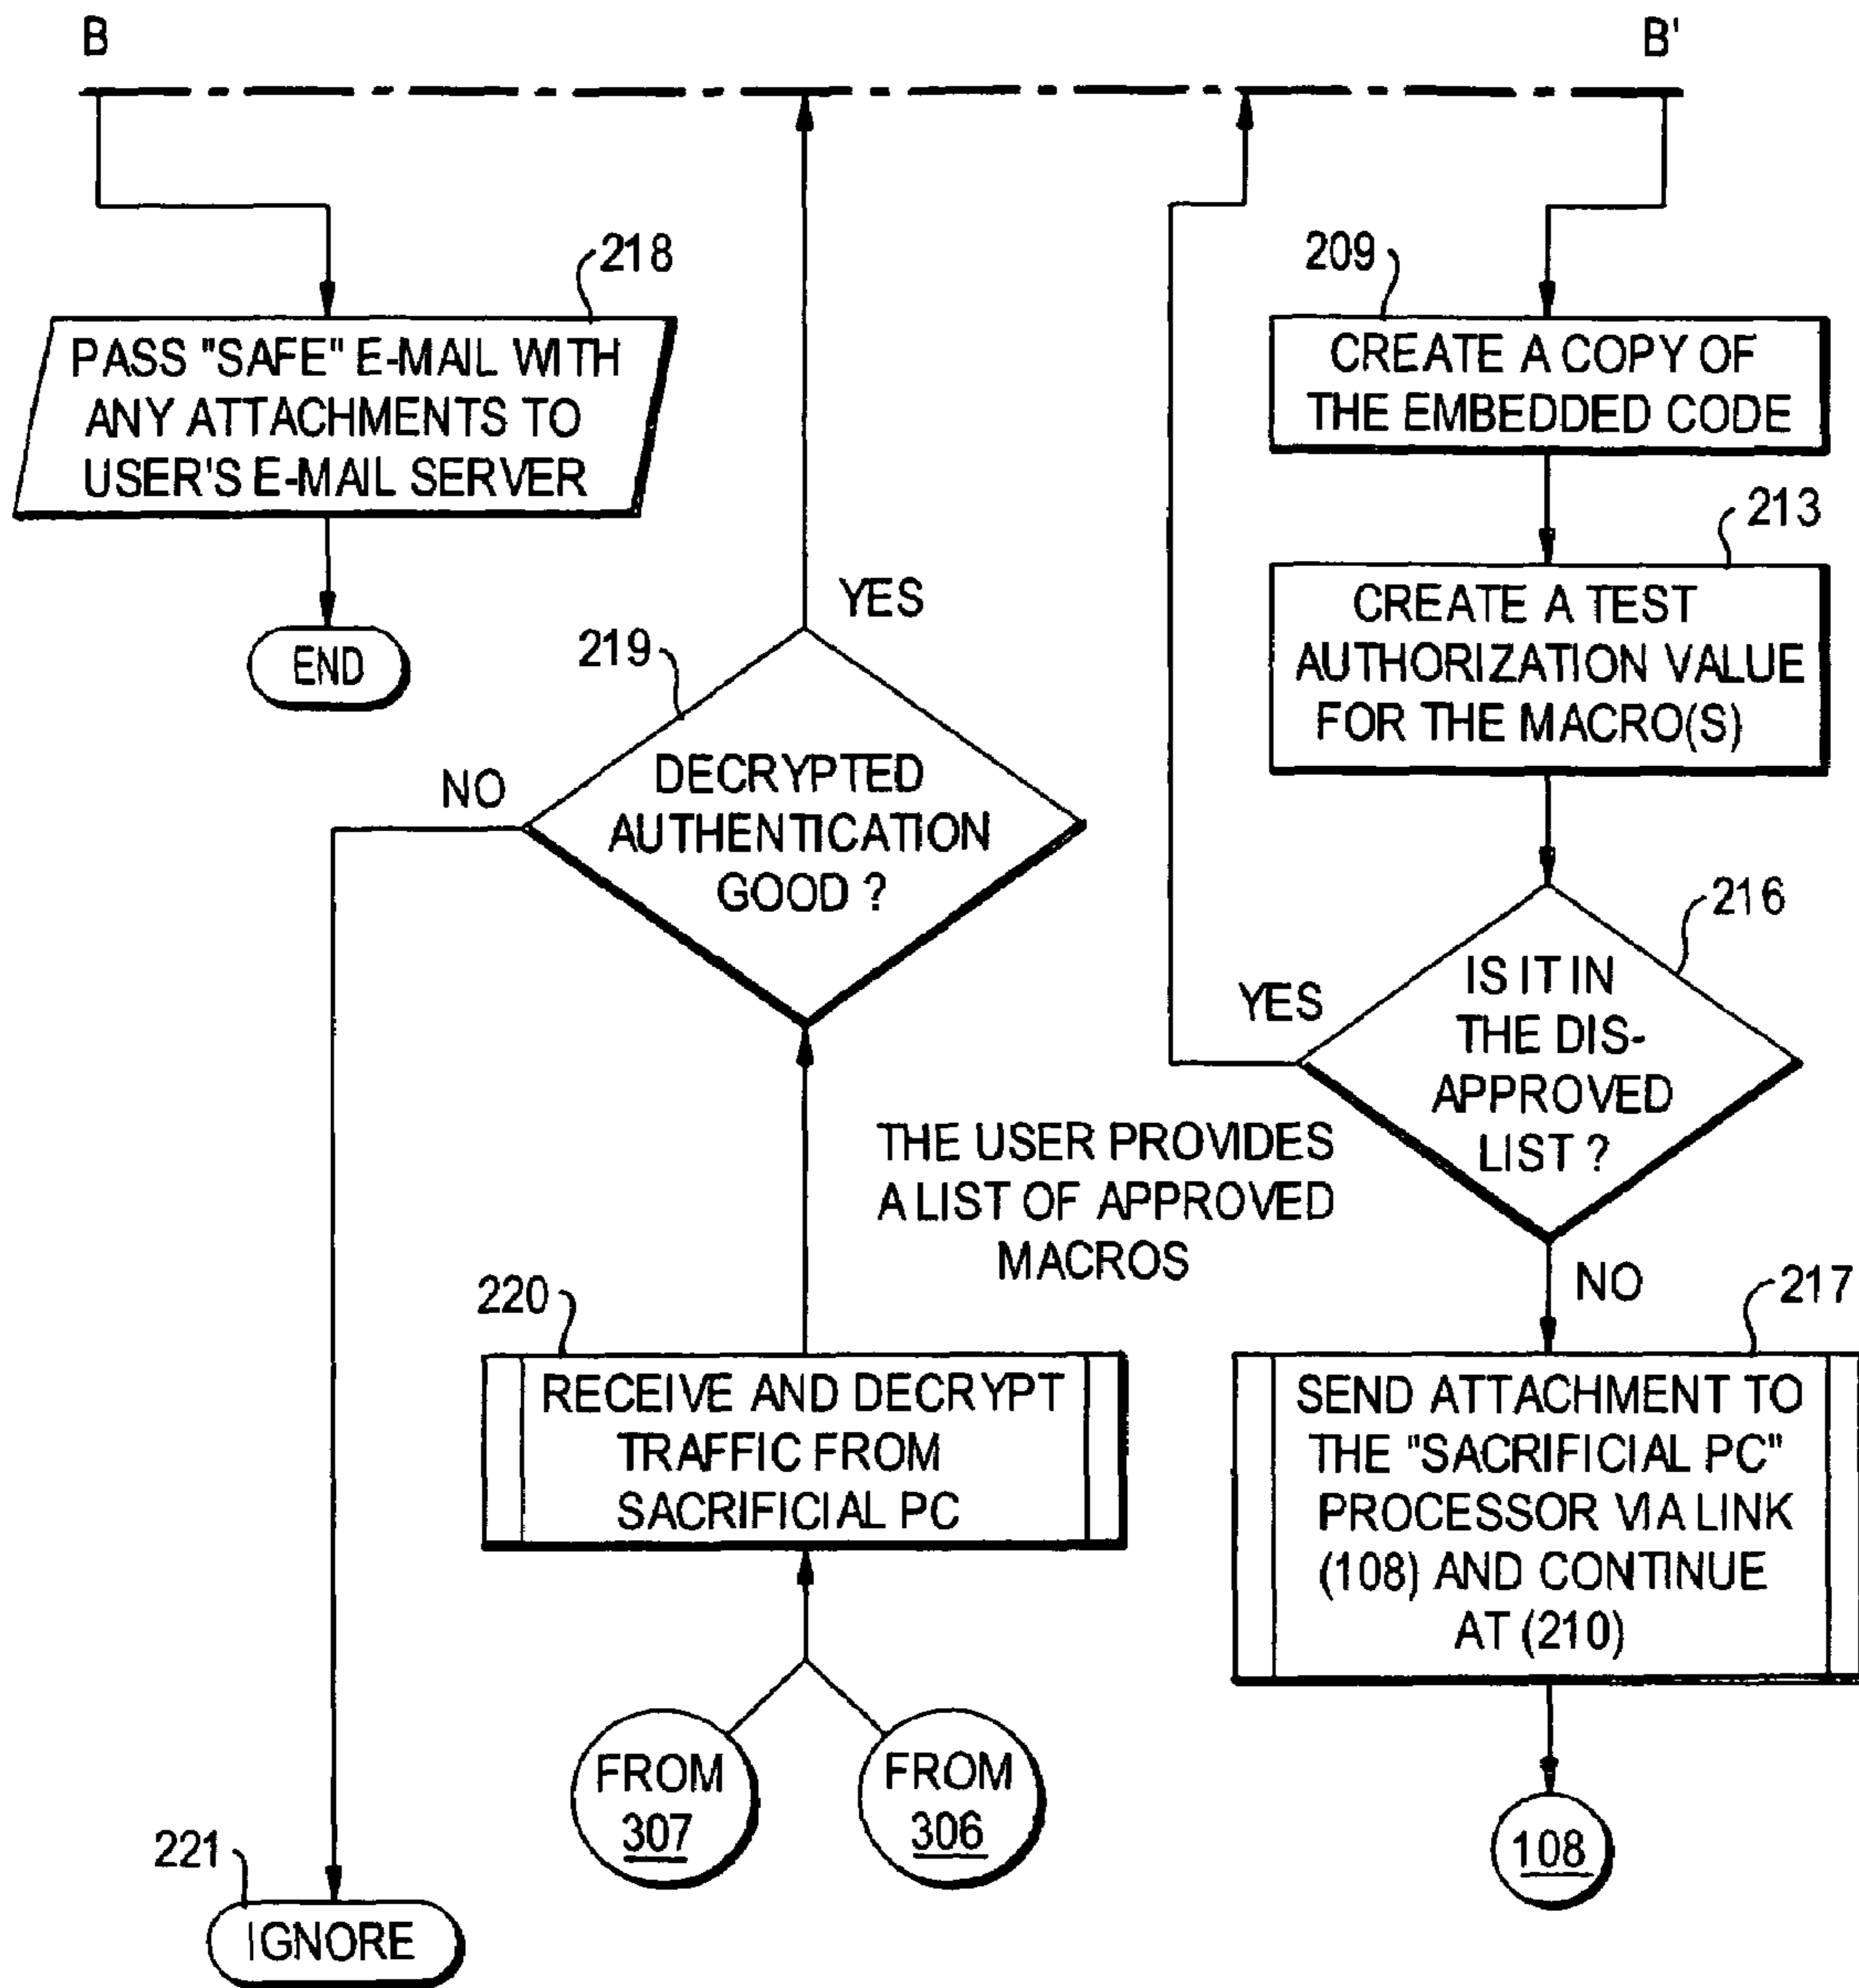 B
B'
218
PASS "SAFE" E-MAIL WITH
ANY ATTACHMENTS TO
USER'S E-MAIL SERVER
END
YES
219
NO
DECRYPTED
AUTHENTICATION
GOOD ?
220
RECEIVE AND DECRYPT
TRAFFIC FROM
SACRIFICIAL PC
FROM
307
FROM
306
221
IGNORE
THE USER PROVIDES
A LIST OF APPROVED
MACROS
209
CREATE A COPY OF
THE EMBEDDED CODE
213
CREATE A TEST
AUTHORIZATION VALUE
FOR THE MACRO(S)
216
YES
IS IT IN
THE DIS-
APPROVED
LIST ?
NO
217
SEND ATTACHMENT TO
THE "SACRIFICIAL PC"
PROCESSOR VIA LINK
(108) AND CONTINUE
AT (210)
108